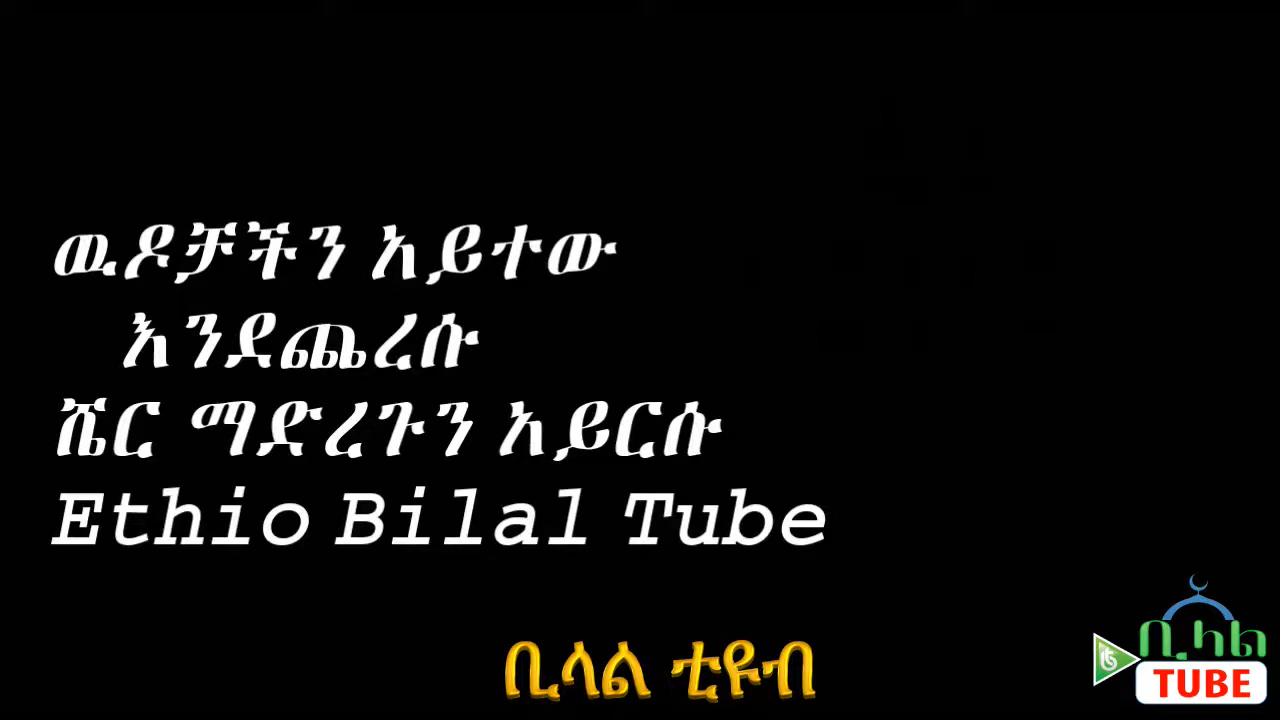 ዉዶቻችን አይተው
እንደጨረሱ
ሼር ማድረጉን አይርሱ
Ethio Bilal Tube
ቢላል ቲዩብ
ቢላል
TUBE